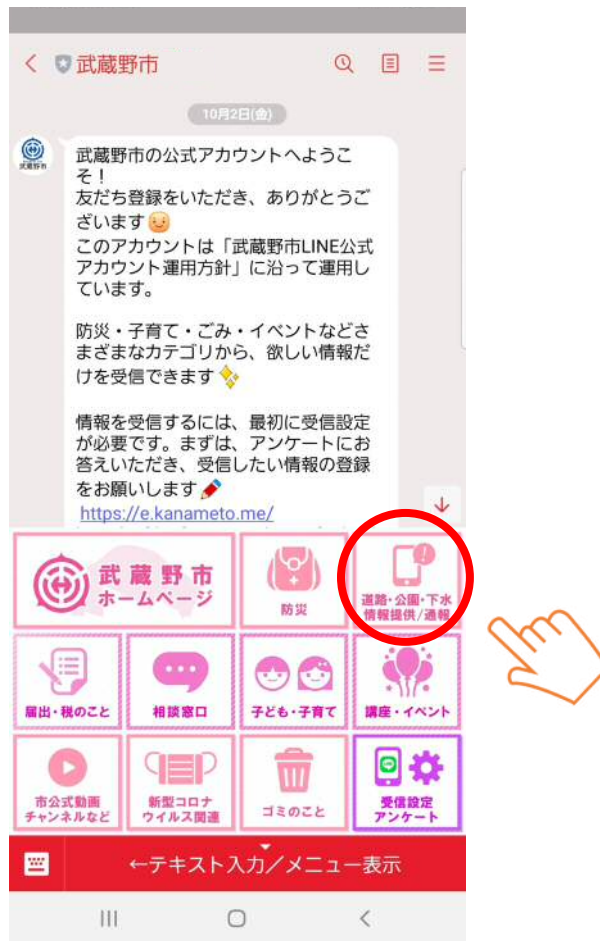 武蔵野市
10月2日(金)
武蔵野市
武蔵野市の公式アカウントへようこ
そ！
友だち登録をいただき、ありがとうご
ざいます
このアカウントは「武蔵野市LINE公式
アカウント運用方針」に沿って運用し
ています。
防災・子育て・ごみ・イベントなどさ
まざまなカテゴリから、欲しい情報だ
けを受信できます
情報を受信するには、最初に受信設定
が必要です。まずは、アンケートにお
答えいただき、受信したい情報の登録
をお願いします
https://e.kanameto.me/
武蔵野市
ホームページ
防災
道路・公園・下水
情報提供/通報
届出・税のこと
相談窓口
子ども・子育て
講座・イベント
市公式動画
チャンネルなど
新型コロナ
ウイルス関連
ゴミのこと
受信設定
アンケート
←テキスト入力／メニュー表示